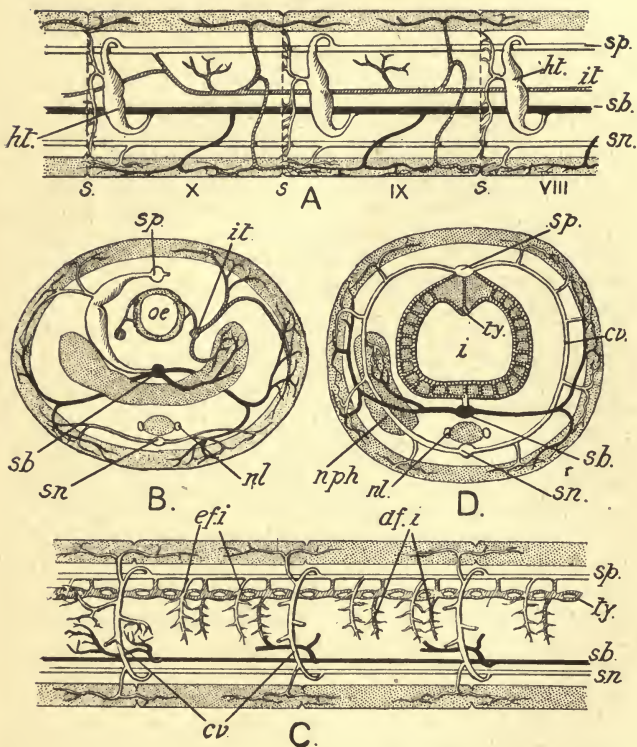 sp.
ht.
it
sb.
ht.
sn.
s. X s IX s. VIII
A
sp. it. sp.
oe
ty. cv.
i
sb nl nph nl. sb.
sn sn.
B. D.
ef.i af.i
sp.
ty.
sb.
sn
cv.
C.